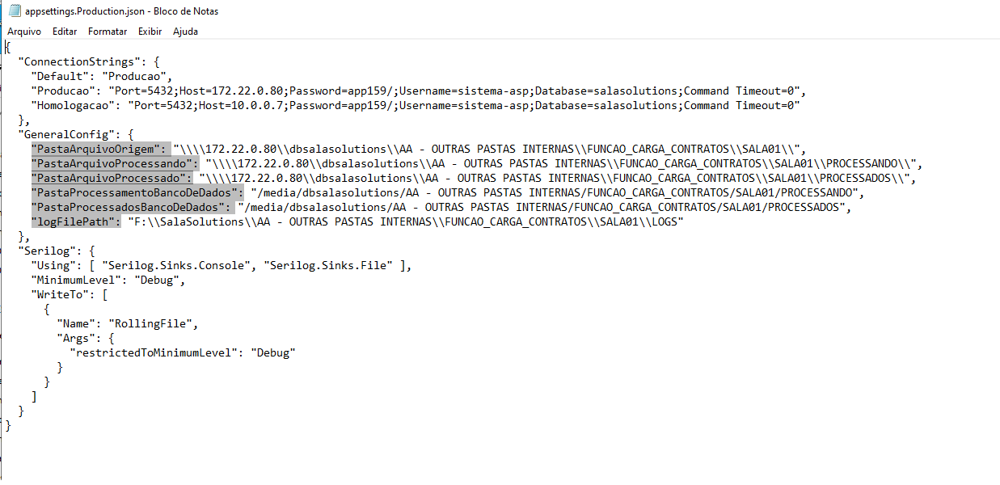 appsettings.Production.json - Bloco de Notas
Arquivo Editar Formatar Exibir Ajuda
{
  "ConnectionStrings": {
    "Default": "Producao",
    "Producao": "Port=5432;Host=172.22.0.80;Password=app159/;Username=sistema-asp;Database=salasolutions;Command Timeout=0",
    "Homologacao": "Port=5432;Host=10.0.0.7;Password=app159/;Username=sistema-asp;Database=salasolutions;Command Timeout=0"
  },
  "GeneralConfig": {
    "PastaArquivoOrigem": "\\\\172.22.0.80\\dbsalasolutions\\AA - OUTRAS PASTAS INTERNAS\\FUNCAO_CARGA_CONTRATOS\\SALA01\\",
    "PastaArquivoProcessando": "\\\\172.22.0.80\\dbsalasolutions\\AA - OUTRAS PASTAS INTERNAS\\FUNCAO_CARGA_CONTRATOS\\SALA01\\PROCESSANDO\\",
    "PastaArquivoProcessado": "\\\\172.22.0.80\\dbsalasolutions\\AA - OUTRAS PASTAS INTERNAS\\FUNCAO_CARGA_CONTRATOS\\SALA01\\PROCESSADOS\\",
    "PastaProcessamentoBancoDeDados": "/media/dbsalasolutions/AA - OUTRAS PASTAS INTERNAS/FUNCAO_CARGA_CONTRATOS/SALA01/PROCESSANDO",
    "PastaProcessadosBancoDeDados": "/media/dbsalasolutions/AA - OUTRAS PASTAS INTERNAS/FUNCAO_CARGA_CONTRATOS/SALA01/PROCESSADOS",
    "logFilePath": "F:\\SalaSolutions\\AA - OUTRAS PASTAS INTERNAS\\FUNCAO_CARGA_CONTRATOS\\SALA01\\LOGS"
  },
  "Serilog": {
    "Using": [ "Serilog.Sinks.Console", "Serilog.Sinks.File" ],
    "MinimumLevel": "Debug",
    "WriteTo": [
      {
        "Name": "RollingFile",
        "Args": {
          "restrictedToMinimumLevel": "Debug"
        }
      }
    ]
  }
}